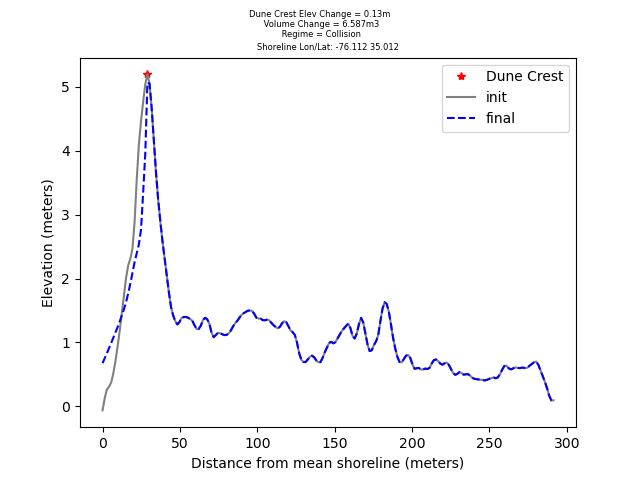 Dune Crest Elev Change = 0.13m
Volume Change = 6.587m3
Regime = Collision
Shoreline Lon/Lat: -76.112 35.012
Dune Crest
init
final
Elevation (meters)
5
4
3
2
1
0
0 50 100 150 200 250 300
Distance from mean shoreline (meters)